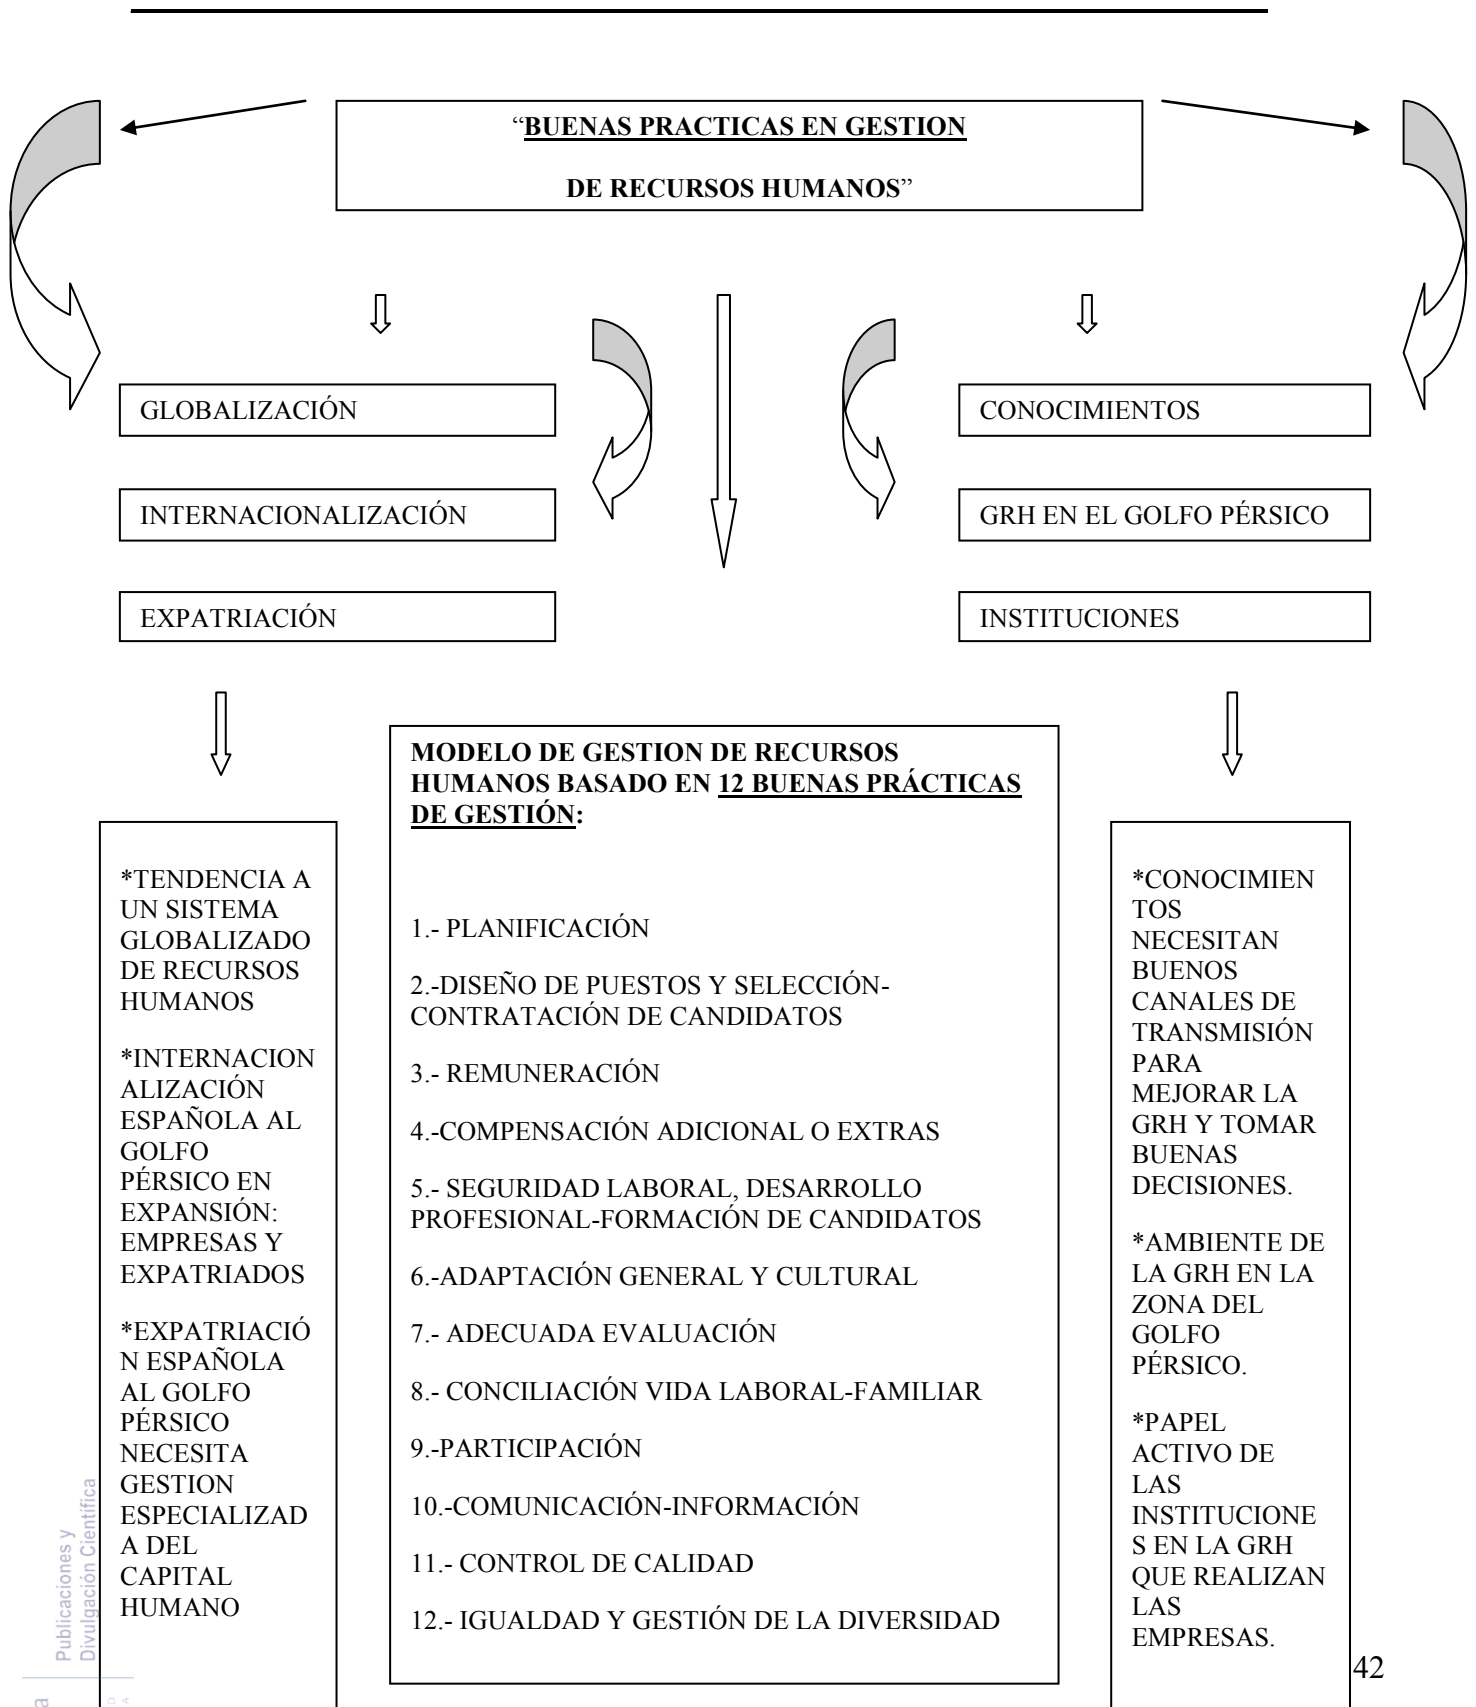 “BUENAS PRACTICAS EN GESTION
DE RECURSOS HUMANOS”
GLOBALIZACIÓN
INTERNACIONALIZACIÓN
EXPATRIACIÓN
CONOCIMIENTOS
GRH EN EL GOLFO PÉRSICO
INSTITUCIONES
*TENDENCIA A
UN SISTEMA
GLOBALIZADO
DE RECURSOS
HUMANOS
*INTERNACION
ALIZACIÓN
ESPAÑOLA AL
GOLFO
PÉRSICO EN
EXPANSIÓN:
EMPRESAS Y
EXPATRIADOS
*EXPATRIACIÓ
N ESPAÑOLA
AL GOLFO
PÉRSICO
NECESITA
GESTION
ESPECIALIZAD
A DEL
CAPITAL
HUMANO
MODELO DE GESTION DE RECURSOS
HUMANOS BASADO EN 12 BUENAS PRÁCTICAS
DE GESTIÓN:
1.- PLANIFICACIÓN
2.-DISEÑO DE PUESTOS Y SELECCIÓN-
CONTRATACIÓN DE CANDIDATOS
3.- REMUNERACIÓN
4.-COMPENSACIÓN ADICIONAL O EXTRAS
5.- SEGURIDAD LABORAL, DESARROLLO
PROFESIONAL-FORMACIÓN DE CANDIDATOS
6.-ADAPTACIÓN GENERAL Y CULTURAL
7.- ADECUADA EVALUACIÓN
8.- CONCILIACIÓN VIDA LABORAL-FAMILIAR
9.-PARTICIPACIÓN
10.-COMUNICACIÓN-INFORMACIÓN
11.- CONTROL DE CALIDAD
12.- IGUALDAD Y GESTIÓN DE LA DIVERSIDAD
*CONOCIMIEN
TOS
NECESITAN
BUENOS
CANALES DE
TRANSMISIÓN
PARA
MEJORAR LA
GRH Y TOMAR
BUENAS
DECISIONES.
*AMBIENTE DE
LA GRH EN LA
ZONA DEL
GOLFO
PÉRSICO.
*PAPEL
ACTIVO DE
LAS
INSTITUCIONE
S EN LA GRH
QUE REALIZAN
LAS
EMPRESAS.
42
Publicaciones y
Divulgación Científica